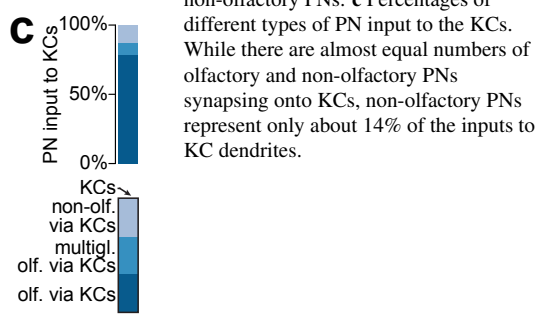 non-olfactory PNs. c Percentages of
different types of PN input to the KCs.
While there are almost equal numbers of
olfactory and non-olfactory PNs
synapsing onto KCs, non-olfactory PNs
represent only about 14% of the inputs to
KC dendrites.
c
PN input to KCs
100%
50%
0%
KCs
non-olf.
via KCs
multigl.
olf. via KCs
olf. via KCs